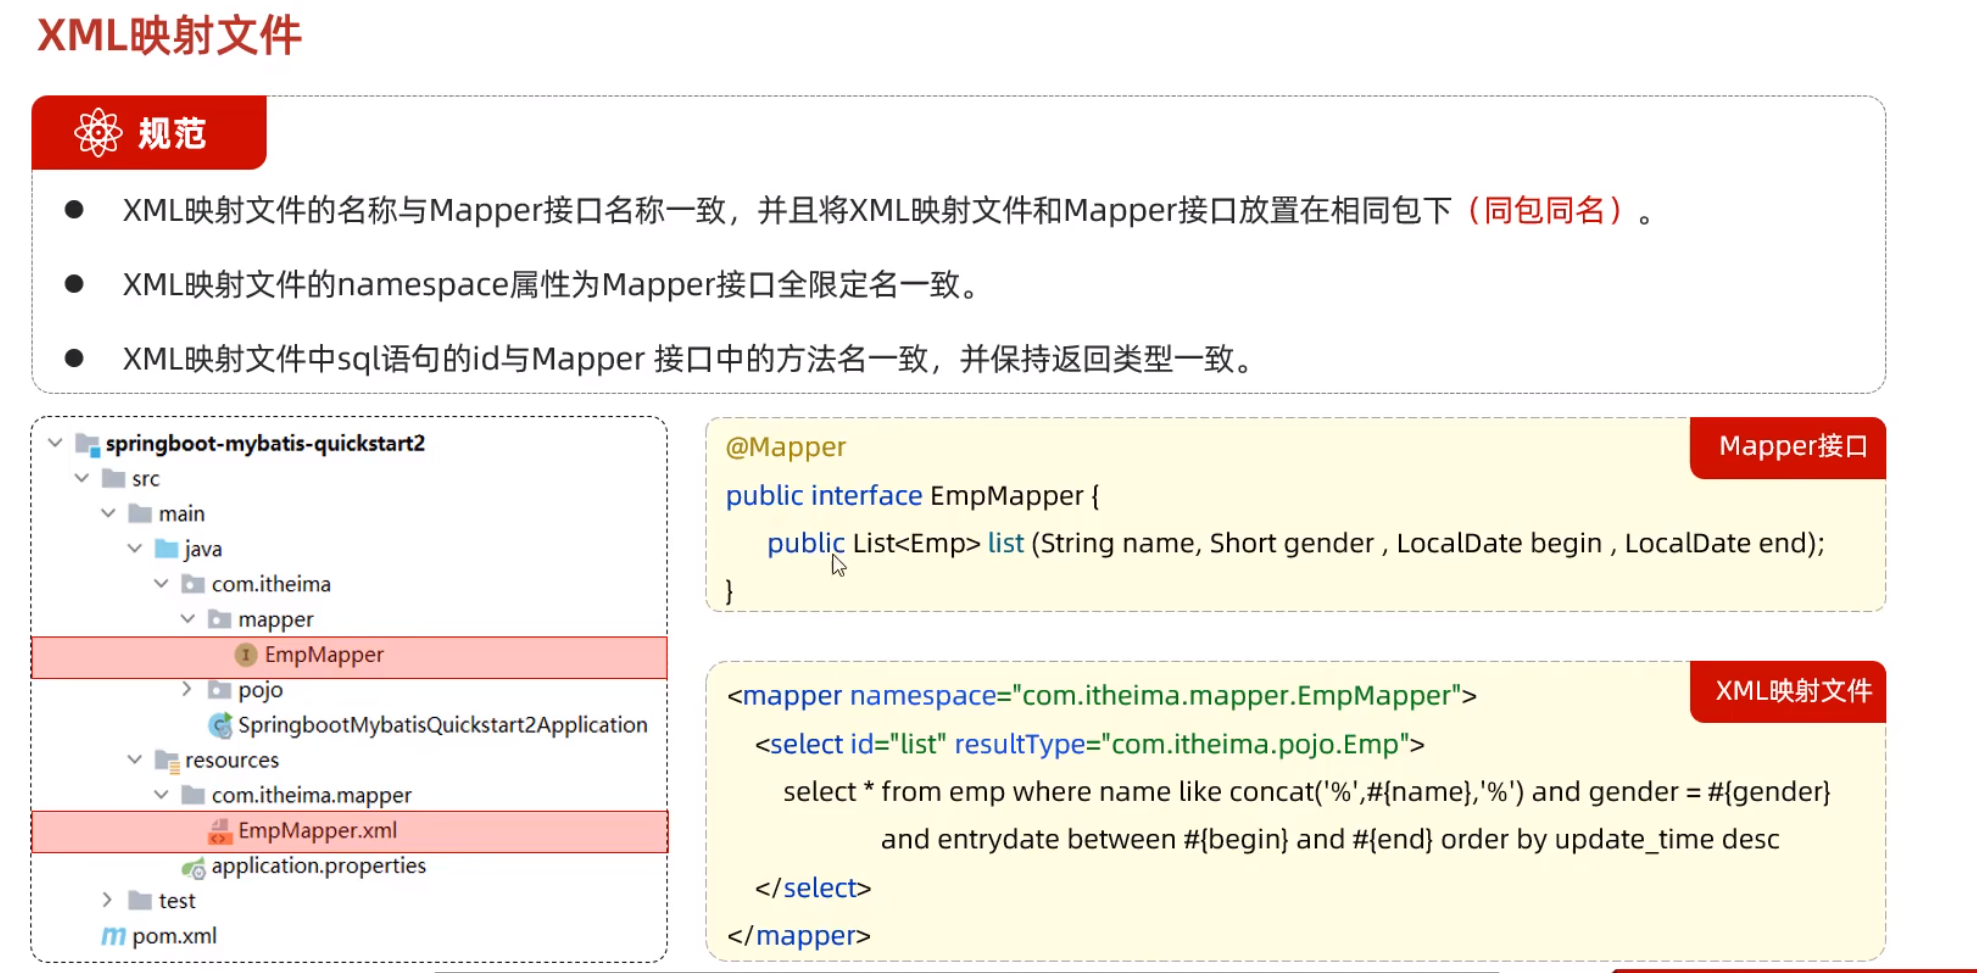 XML映射文件
规范
XML映射文件的名称与Mapper接口名称一致，并且将XML映射文件和Mapper接口放置在相同包下（同包同名）。
XML映射文件的namespace属性为Mapper接口全限定名一致。
XML映射文件中sql语句的id与Mapper 接口中的方法名一致，并保持返回类型一致。
springboot-mybatis-quickstart2
src
main
java
com.itheima
mapper
EmpMapper
pojo
SpringbootMybatisQuickstart2Application
resources
com.itheima.mapper
EmpMapper.xml
application.properties
test
pom.xml
Mapper接口
@Mapper
public interface EmpMapper {
public List<Emp> list (String name, Short gender , LocalDate begin , LocalDate end);
}
XML映射文件
<mapper namespace="com.itheima.mapper.EmpMapper">
<select id="list" resultType="com.itheima.pojo.Emp">
select * from emp where name like concat('%',#{name},'%') and gender = #{gender}
and entrydate between #{begin} and #{end} order by update_time desc
</select>
</mapper>